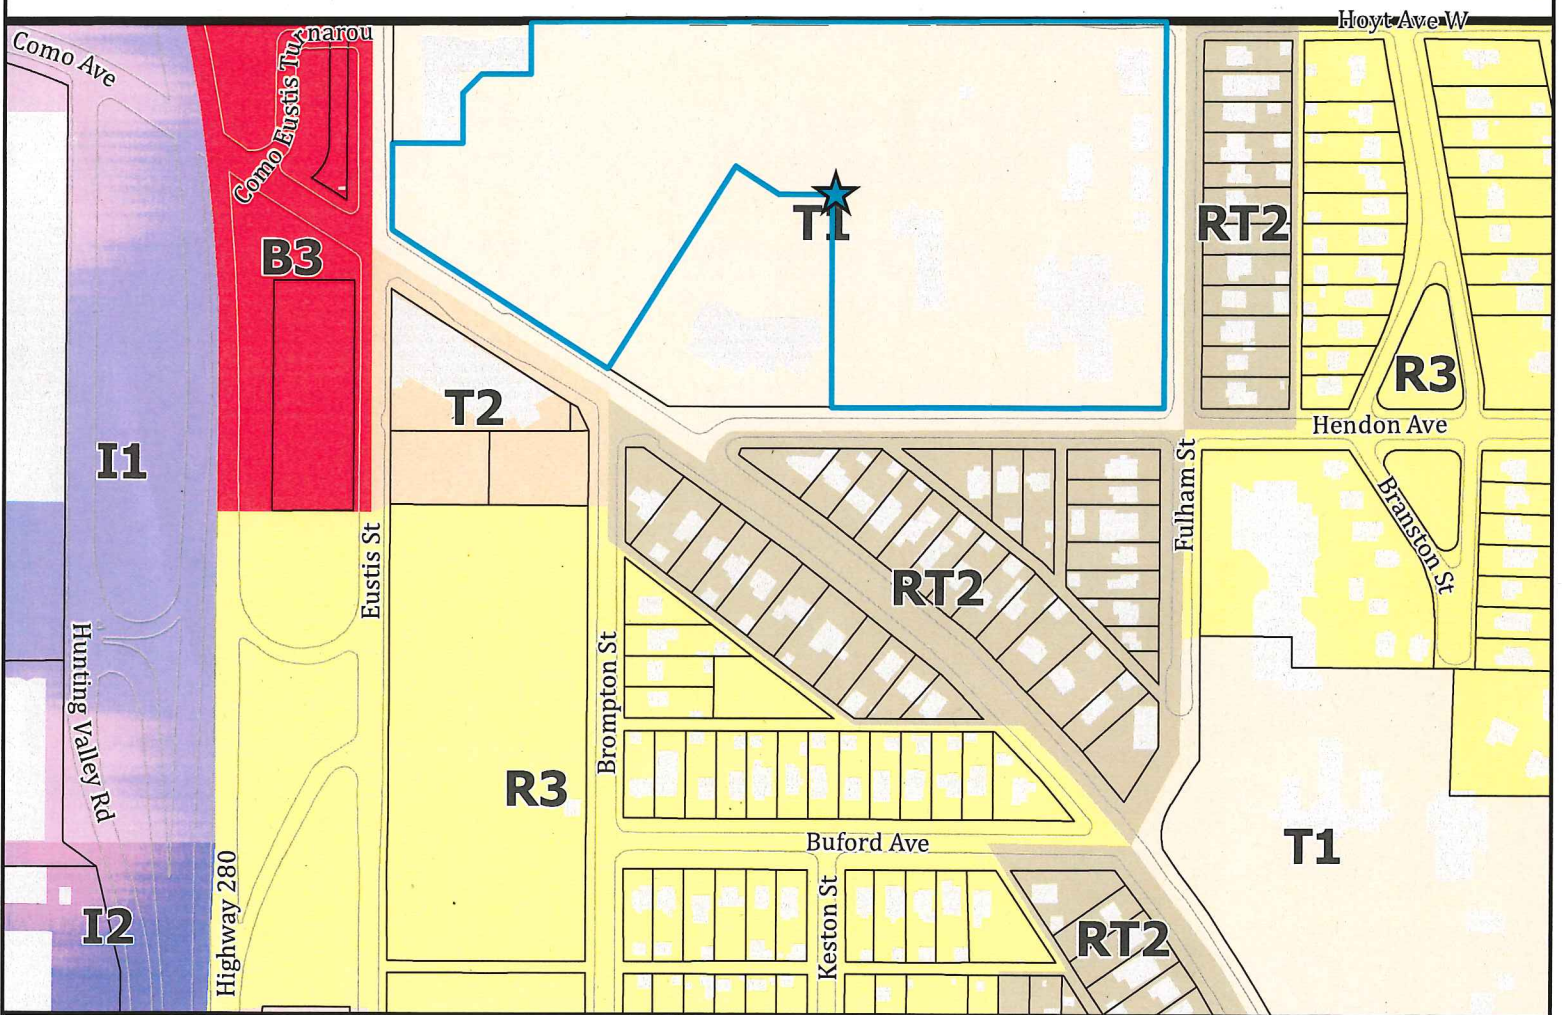 Hoyt Ave W
Como Ave
Como Eustis Turnarou
T1
RT2
B3
R3
T2
Hendon Ave
I1
Fulham St
Branston St
Eustis St
RT2
Hunting Valley Rd
Brompton St
R3
Buford Ave
T1
Highway 280
Keston St
I2
RT2